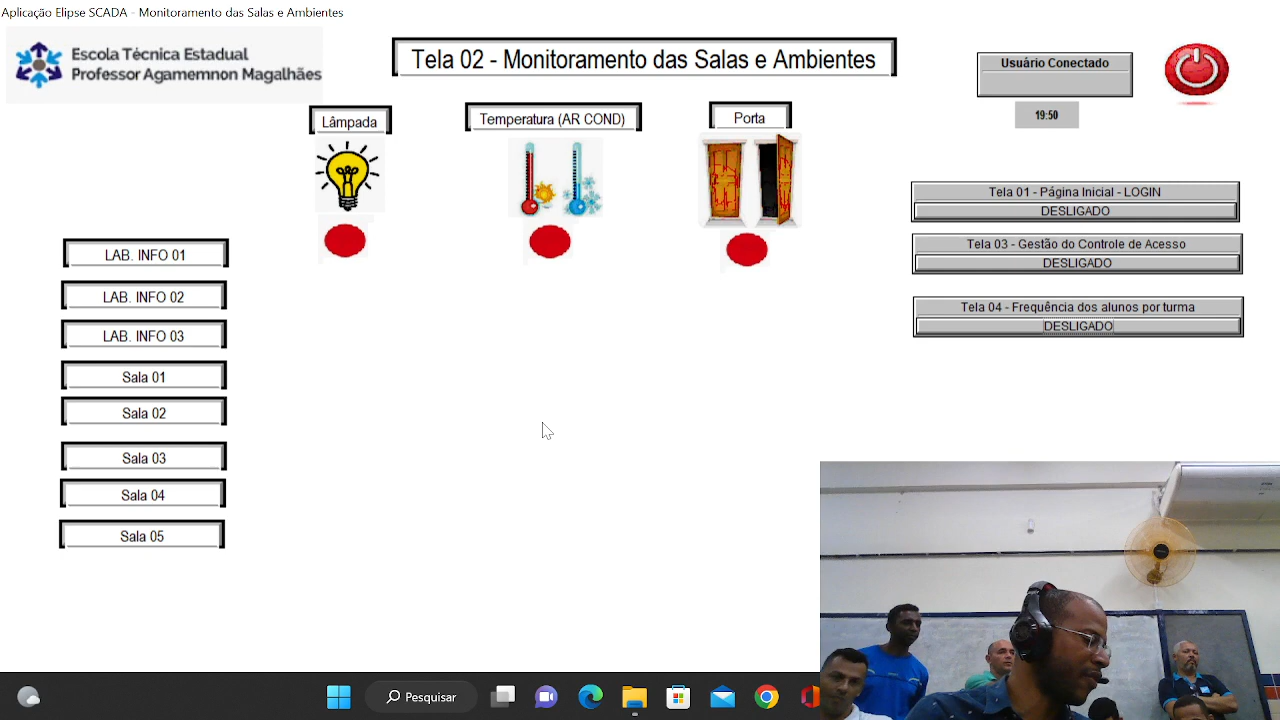 Aplicação Elipse SCADA - Monitoramento das Salas e Ambientes
Escola Técnica Estadual
Professor Agamemnon Magalhães
Tela 02 - Monitoramento das Salas e Ambientes
Usuário Conectado
19:50
Lâmpada
Temperatura (AR COND)
Porta
Tela 01 - Página Inicial - LOGIN
DESLIGADO
Tela 03 - Gestão do Controle de Acesso
DESLIGADO
Tela 04 - Frequência dos alunos por turma
DESLIGADO
LAB. INFO 01
LAB. INFO 02
LAB. INFO 03
Sala 01
Sala 02
Sala 03
Sala 04
Sala 05
Pesquisar